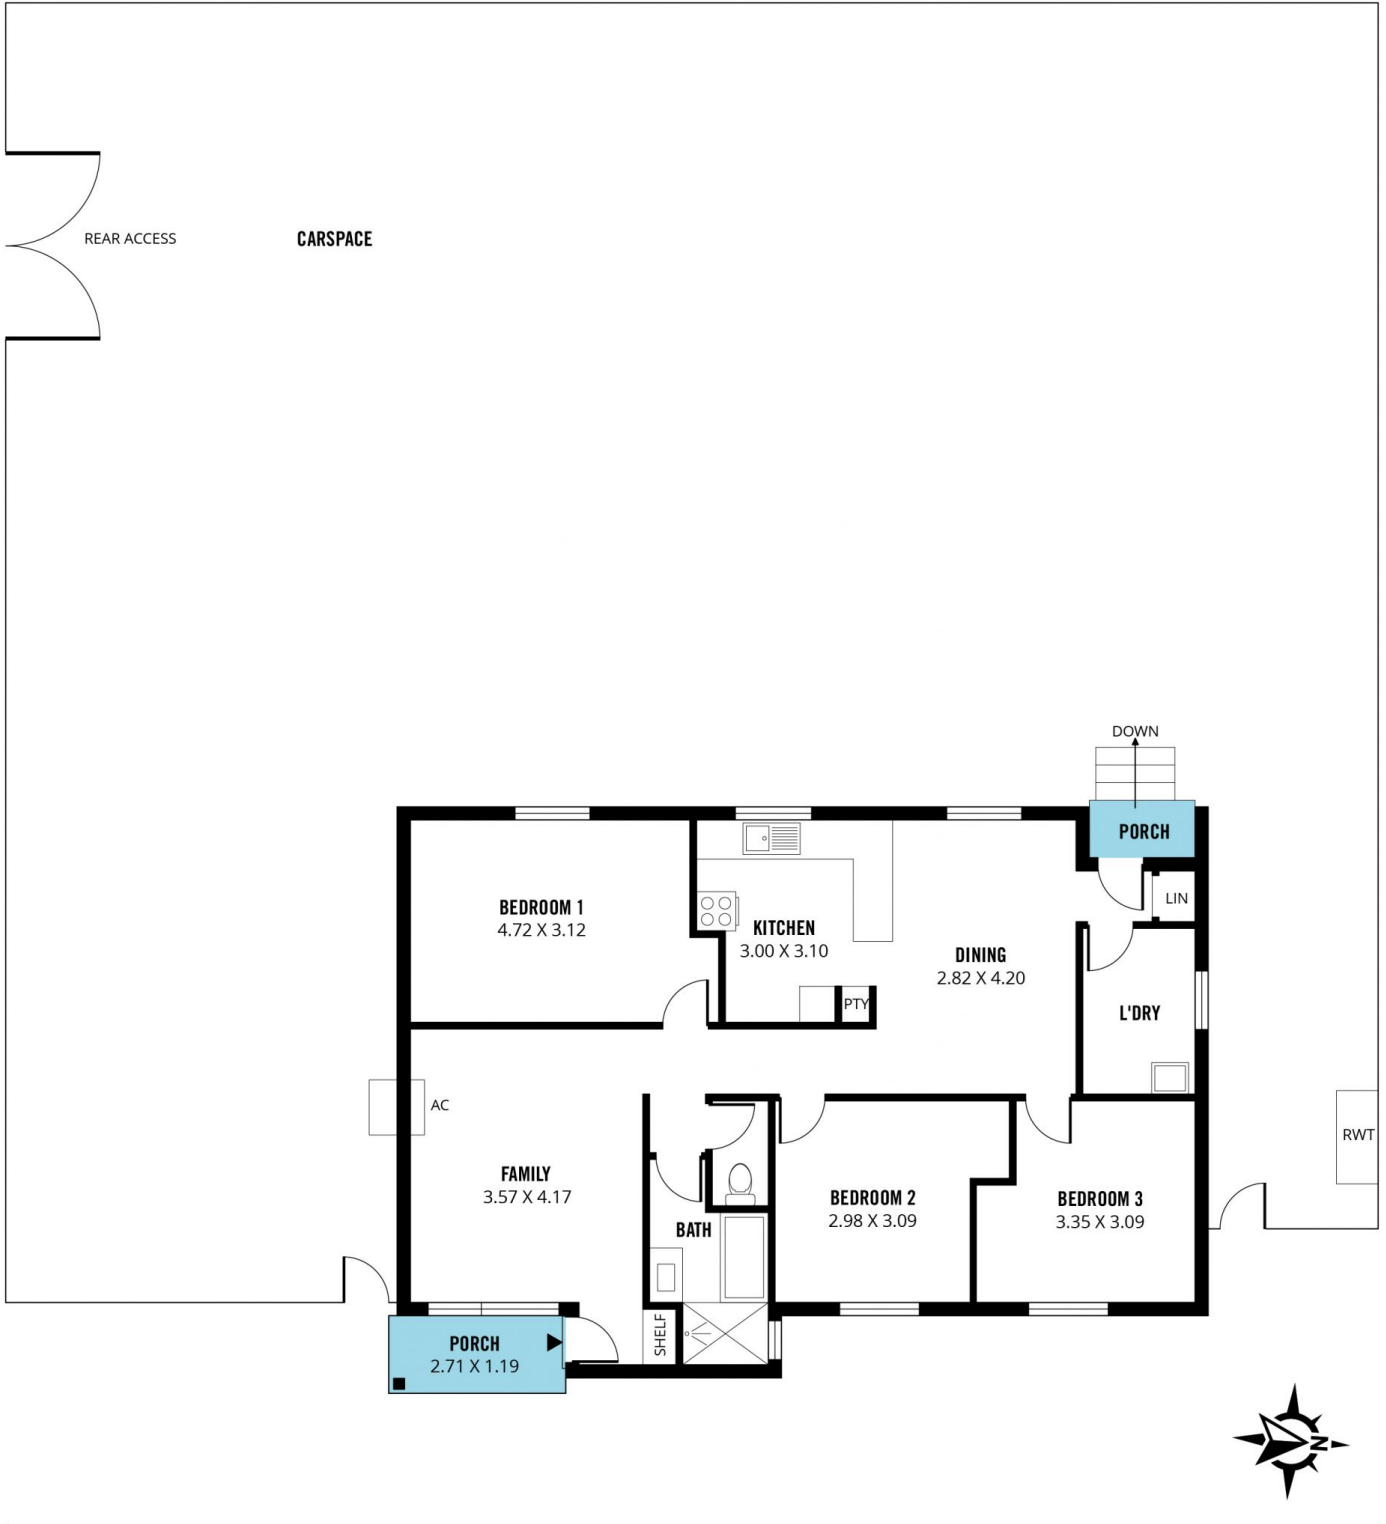 REAR ACCESS
CARSPACE
DOWN
PORCH
BEDROOM 1
4.72 X 3.12
KITCHEN
3.00 X 3.10
DINING
2.82 X 4.20
LIN
PTY
L'DRY
AC
RWT
FAMILY
3.57 X 4.17
BATH
BEDROOM 2
2.98 X 3.09
BEDROOM 3
3.35 X 3.09
SHELF
PORCH
2.71 X 1.19
N